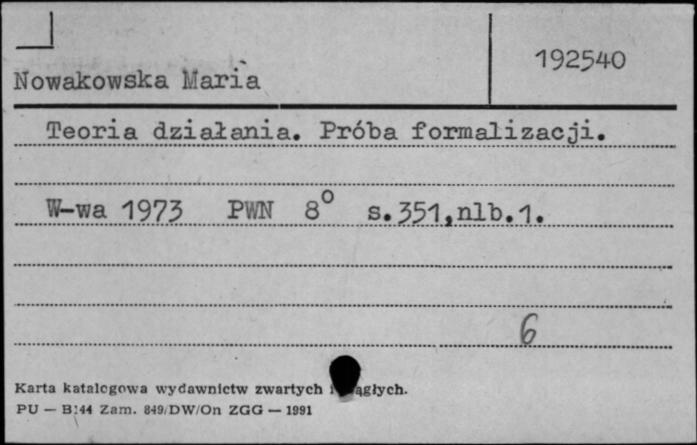 192540
Nowakowska Maria
Teoria działania. Próba formalizacji.
W-wa 1973 PWN 8° s.351,nlb.1.
6
Karta katalogowa wydawnictw zwartych
PU — B:44 Zam. 849/DW/On ZGG — 1991